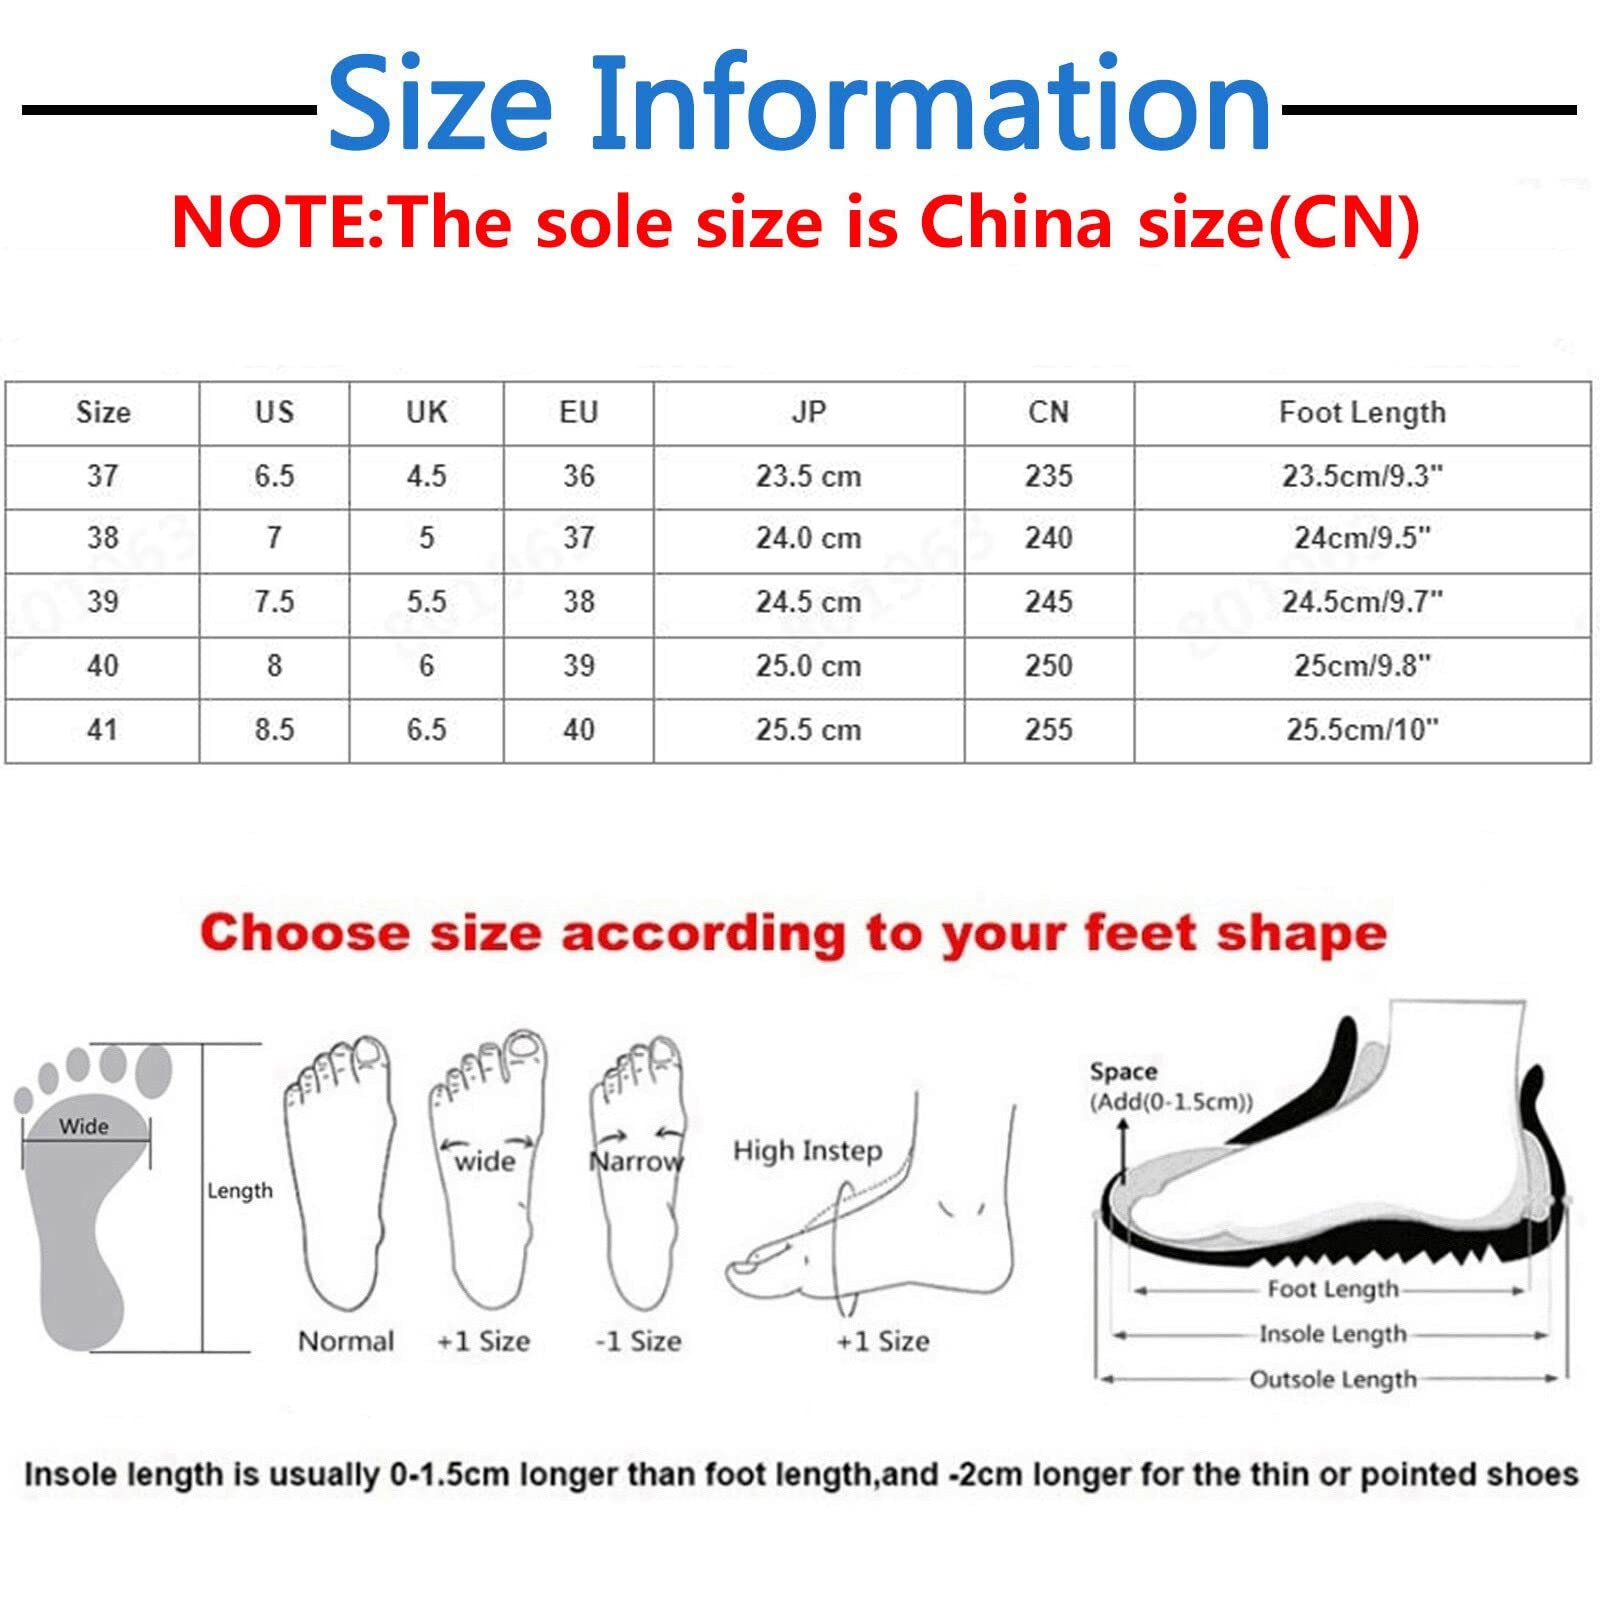 Size Information
NOTE:The sole size is China size(CN)
Size US UK EU JP CN Foot Length
37 6.5 4.5 36 23.5 cm 235 23.5cm/9.3"
38 7 5 37 24.0 cm 240 24cm/9.5"
39 7.5 5.5 38 24.5 cm 245 24.5cm/9.7"
40 8 6 39 25.0 cm 250 25cm/9.8"
41 8.5 6.5 40 25.5 cm 255 25.5cm/10"
801963 801963 801963 801963
Choose size according to your feet shape
Wide
Length
Normal
wide
+1 Size
Narrow
-1 Size
High Instep
+1 Size
Space
(Add(0-1.5cm))
Foot Length
Insole Length
Outsole Length
Insole length is usually 0-1.5cm longer than foot length,and -2cm longer for the thin or pointed shoes